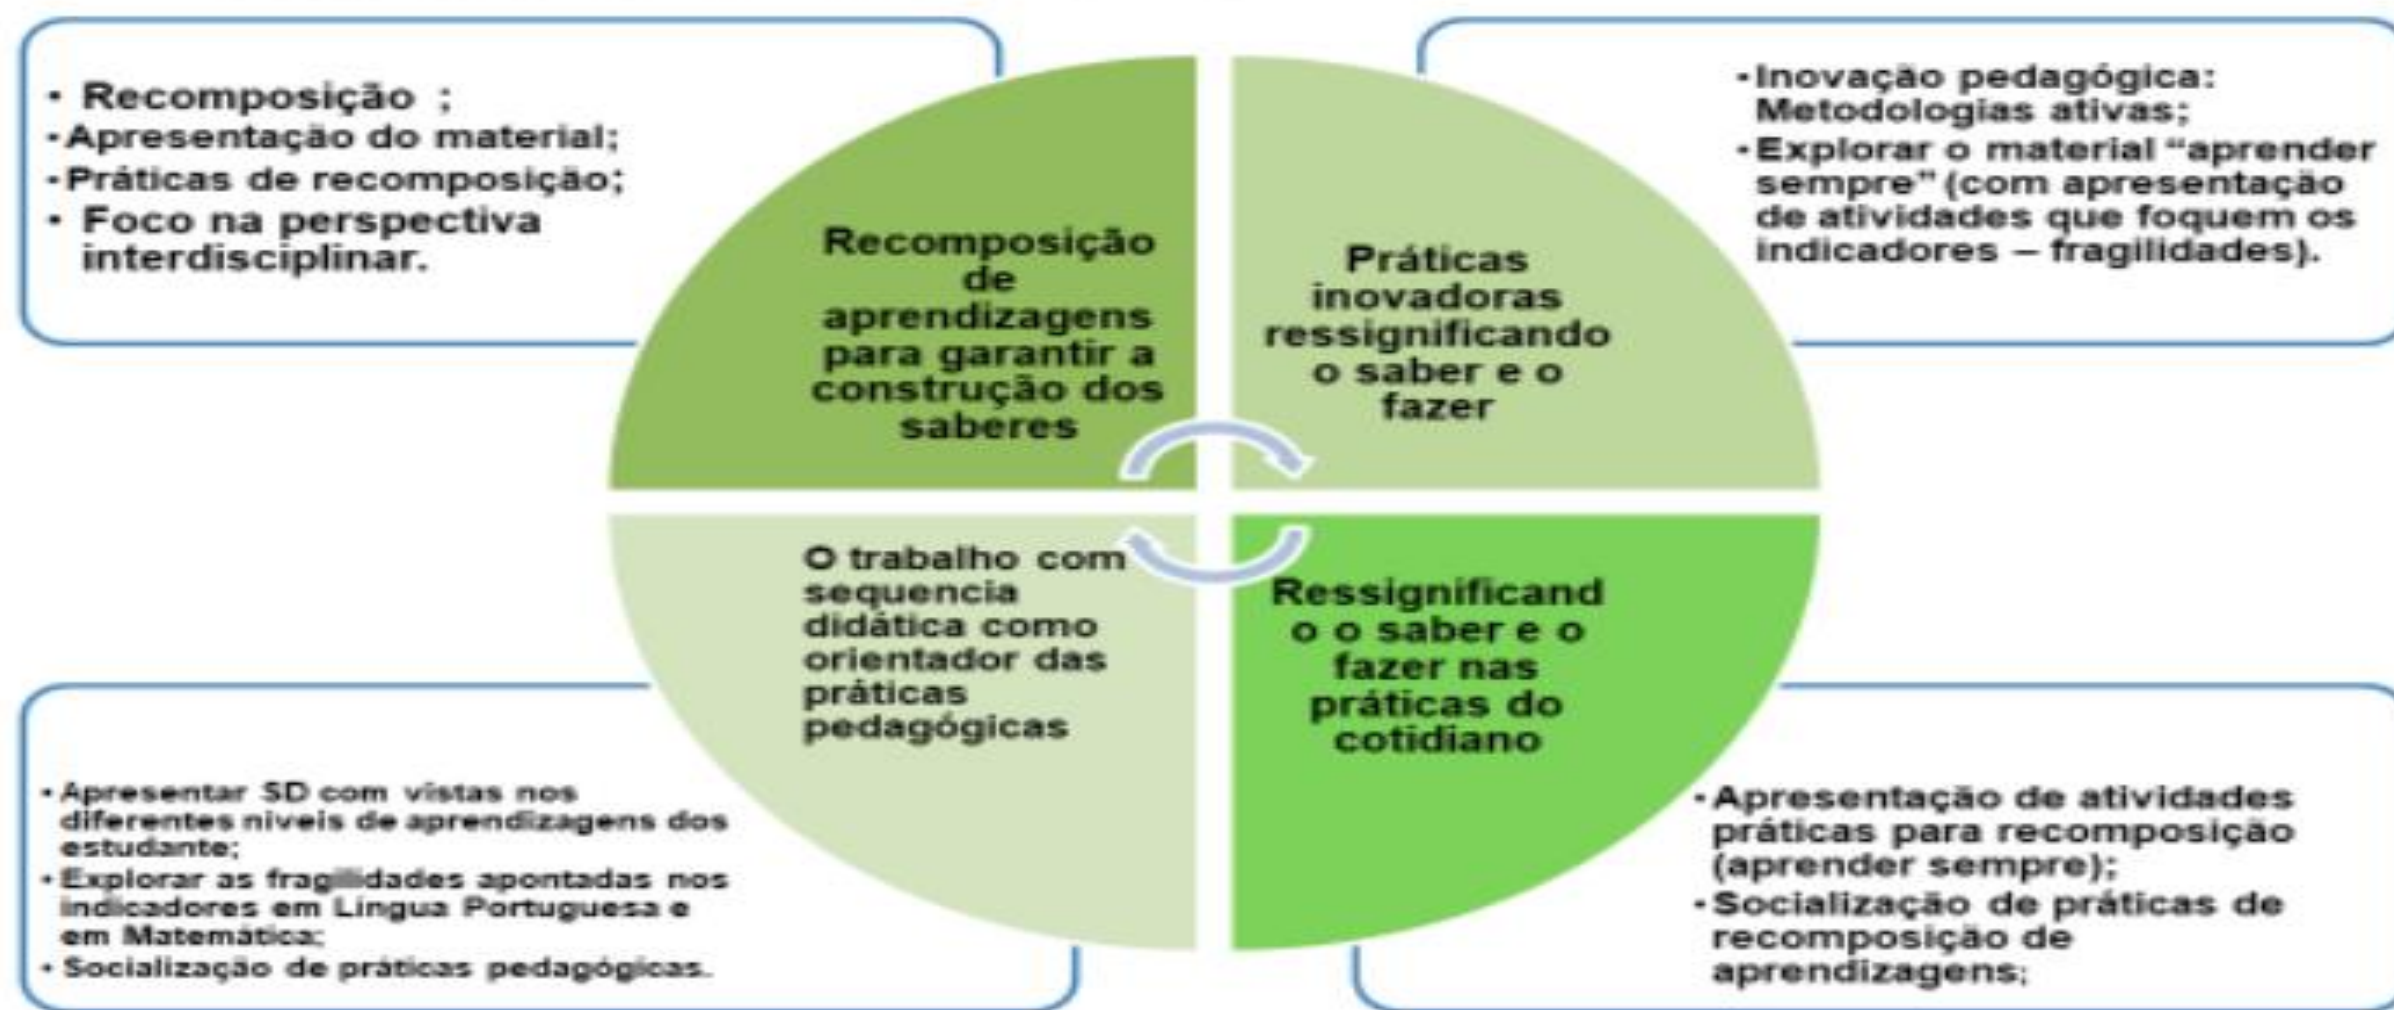 • Recomposição ;
•Apresentação do material;
•Práticas de recomposição;
• Foco na perspectiva
interdisciplinar.
•Inovação pedagógica:
Metodologias ativas;
•Explorar o material “aprender
sempre” (com apresentação
de atividades que foquem os
indicadores – fragilidades).
Recomposição
de
aprendizagens
para garantir a
construção dos
saberes
Práticas
inovadoras
ressignificando
o saber e o
fazer
O trabalho com
sequencia
didática como
orientador das
práticas
pedagógicas
Ressignificand
o o saber e o
fazer nas
práticas do
cotidiano
•Apresentar SD com vistas nos
diferentes níveis de aprendizagens dos
estudante;
•Explorar as fragilidades apontadas nos
indicadores em Língua Portuguesa e
em Matemática;
• Socialização de práticas pedagógicas.
•Apresentação de atividades
práticas para recomposição
(aprender sempre);
•Socialização de práticas de
recomposição de
aprendizagens;